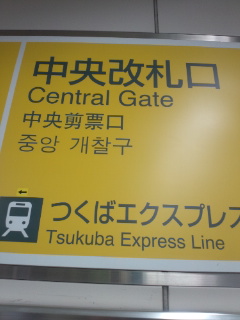 中央改札口
Central Gate
中央剪票口
중앙 개찰구
つくばエクスプレス
Tsukuba Express Line